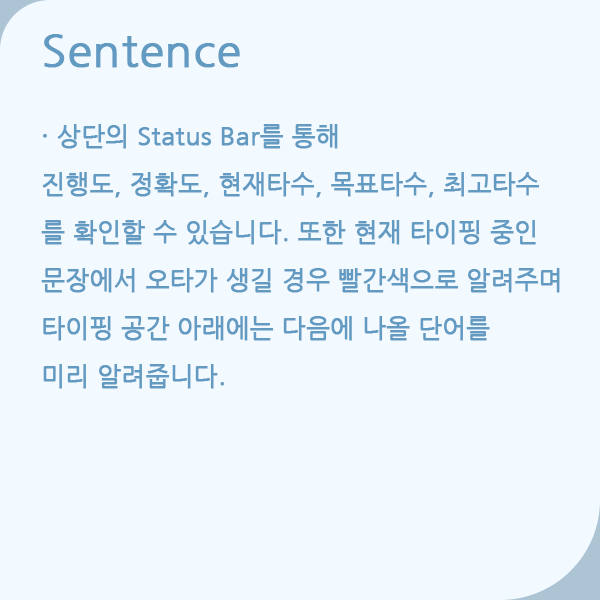 Sentence
· 상단의 Status Bar를 통해
진행도, 정확도, 현재타수, 목표타수, 최고타수
를 확인할 수 있습니다. 또한 현재 타이핑 중인
문장에서 오타가 생길 경우 빨간색으로 알려주며
타이핑 공간 아래에는 다음에 나올 단어를
미리 알려줍니다.